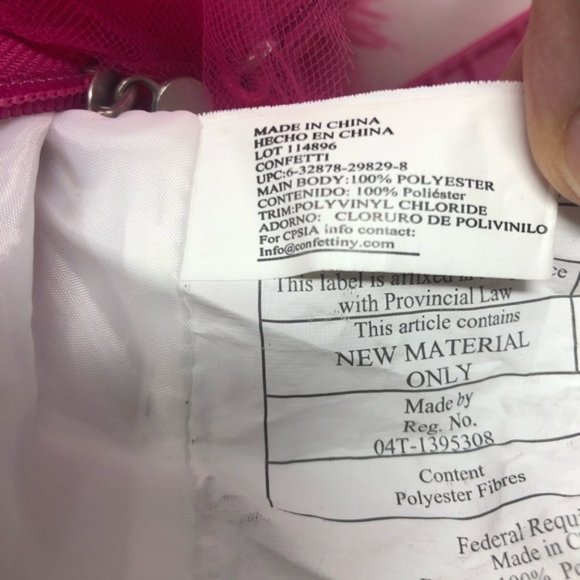 MADE IN CHINA
HECHO EN CHINA
LOT 114896
CONFETTI
UPC:6-32878-29829-8
MAIN BODY:100% POLYESTER
CONTENIDO: 100% Poliéster
TRIM:POLYVINYL CHLORIDE
ADORNO: CLORURO DE POLIVINILO
For CPSIA info contact:
Info@confettiny.com
This label is affixed in
with Provincial Law
This article contains
NEW MATERIAL
ONLY
Made by
Reg. No.
04T-1395308
Content
Polyester Fibres
Federal Requi
Made in C
100% Po